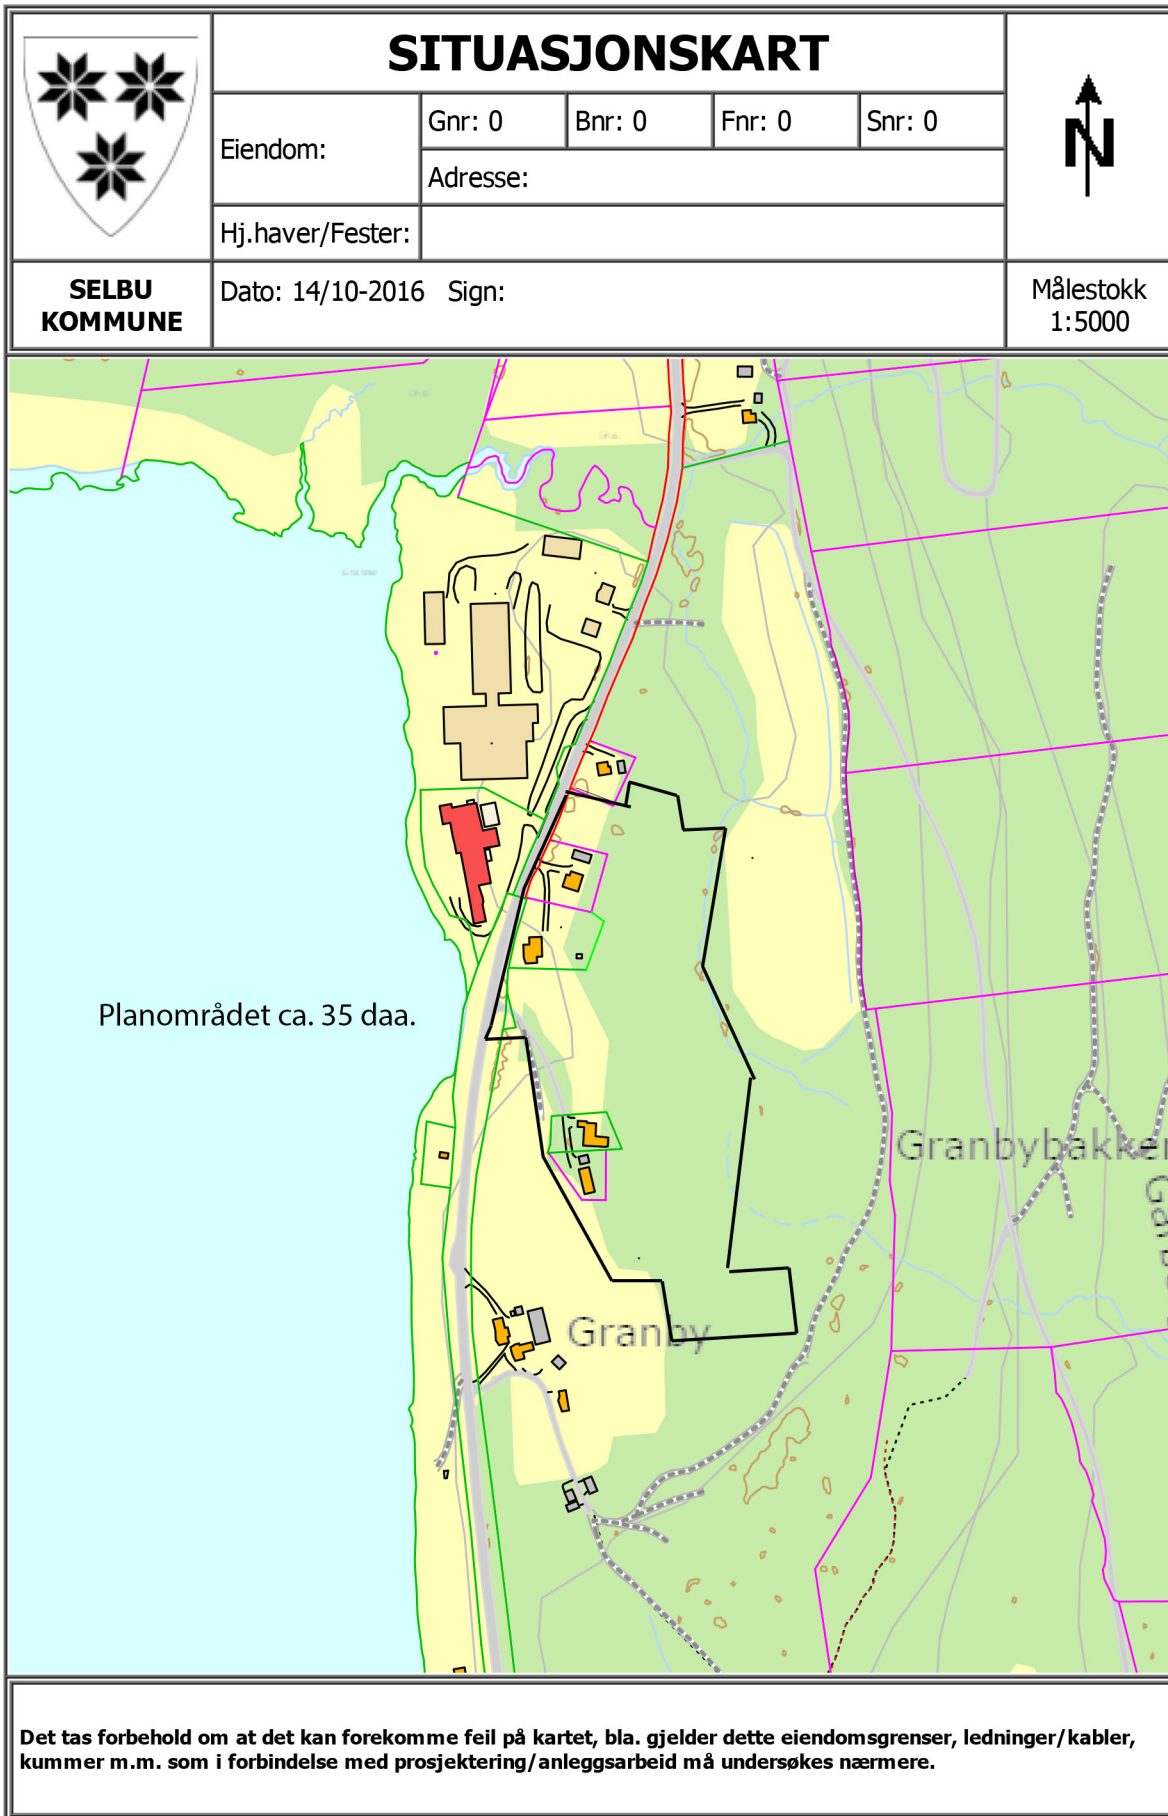 SITUASJONSKART
Eiendom:
Gnr: 0
Bnr: 0
Fnr: 0
Snr: 0
Adresse:
Hj.haver/Fester:
N
SELBU
KOMMUNE
Dato: 14/10-2016 Sign:
Målestokk
1:5000
Planområdet ca. 35 daa.
Granbybakken
Granby
Det tas forbehold om at det kan forekomme feil på kartet, bla. gjelder dette eiendomsgrenser, ledninger/kabler,
kummer m.m. som i forbindelse med prosjektering/anleggsarbeid må undersøkes nærmere.